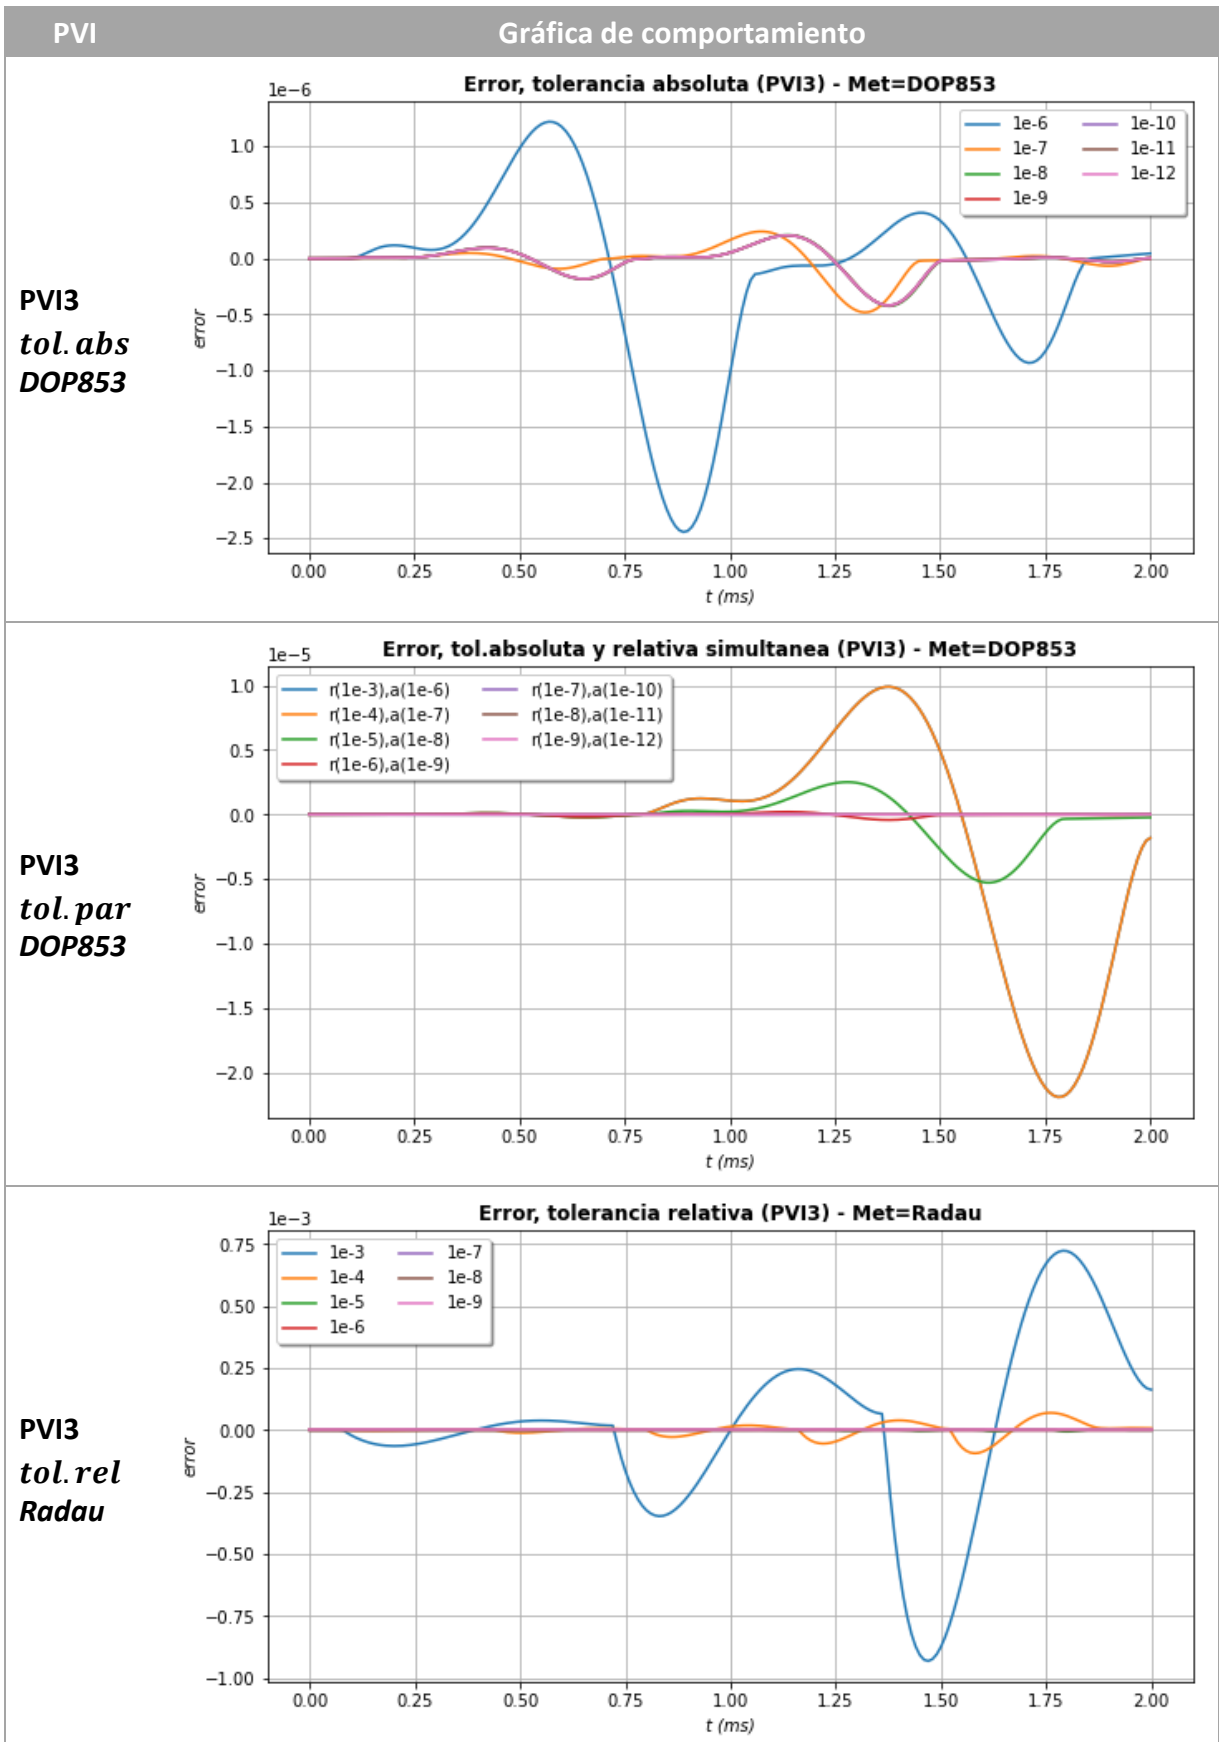 PVI Gráfica de comportamiento
PVI3
tol.abs
DOP853
Error, tolerancia absoluta (PVI3) - Met=DOP853
1e−6
1e-6 1e-10
1e-7 1e-11
1e-8 1e-12
1e-9
1.0
0.5
0.0
−0.5
−1.0
−1.5
−2.0
−2.5
error
0.00 0.25 0.50 0.75 1.00 1.25 1.50 1.75 2.00
t (ms)
PVI3
tol.par
DOP853
Error, tol.absoluta y relativa simultanea (PVI3) - Met=DOP853
1e−5
r(1e-3),a(1e-6) r(1e-7),a(1e-10)
r(1e-4),a(1e-7) r(1e-8),a(1e-11)
r(1e-5),a(1e-8) r(1e-9),a(1e-12)
r(1e-6),a(1e-9)
1.0
0.5
0.0
−0.5
−1.0
−1.5
−2.0
error
0.00 0.25 0.50 0.75 1.00 1.25 1.50 1.75 2.00
t (ms)
PVI3
tol.rel
Radau
Error, tolerancia relativa (PVI3) - Met=Radau
1e−3
1e-3 1e-7
1e-4 1e-8
1e-5 1e-9
1e-6
0.75
0.50
0.25
0.00
−0.25
−0.50
−0.75
−1.00
error
0.00 0.25 0.50 0.75 1.00 1.25 1.50 1.75 2.00
t (ms)